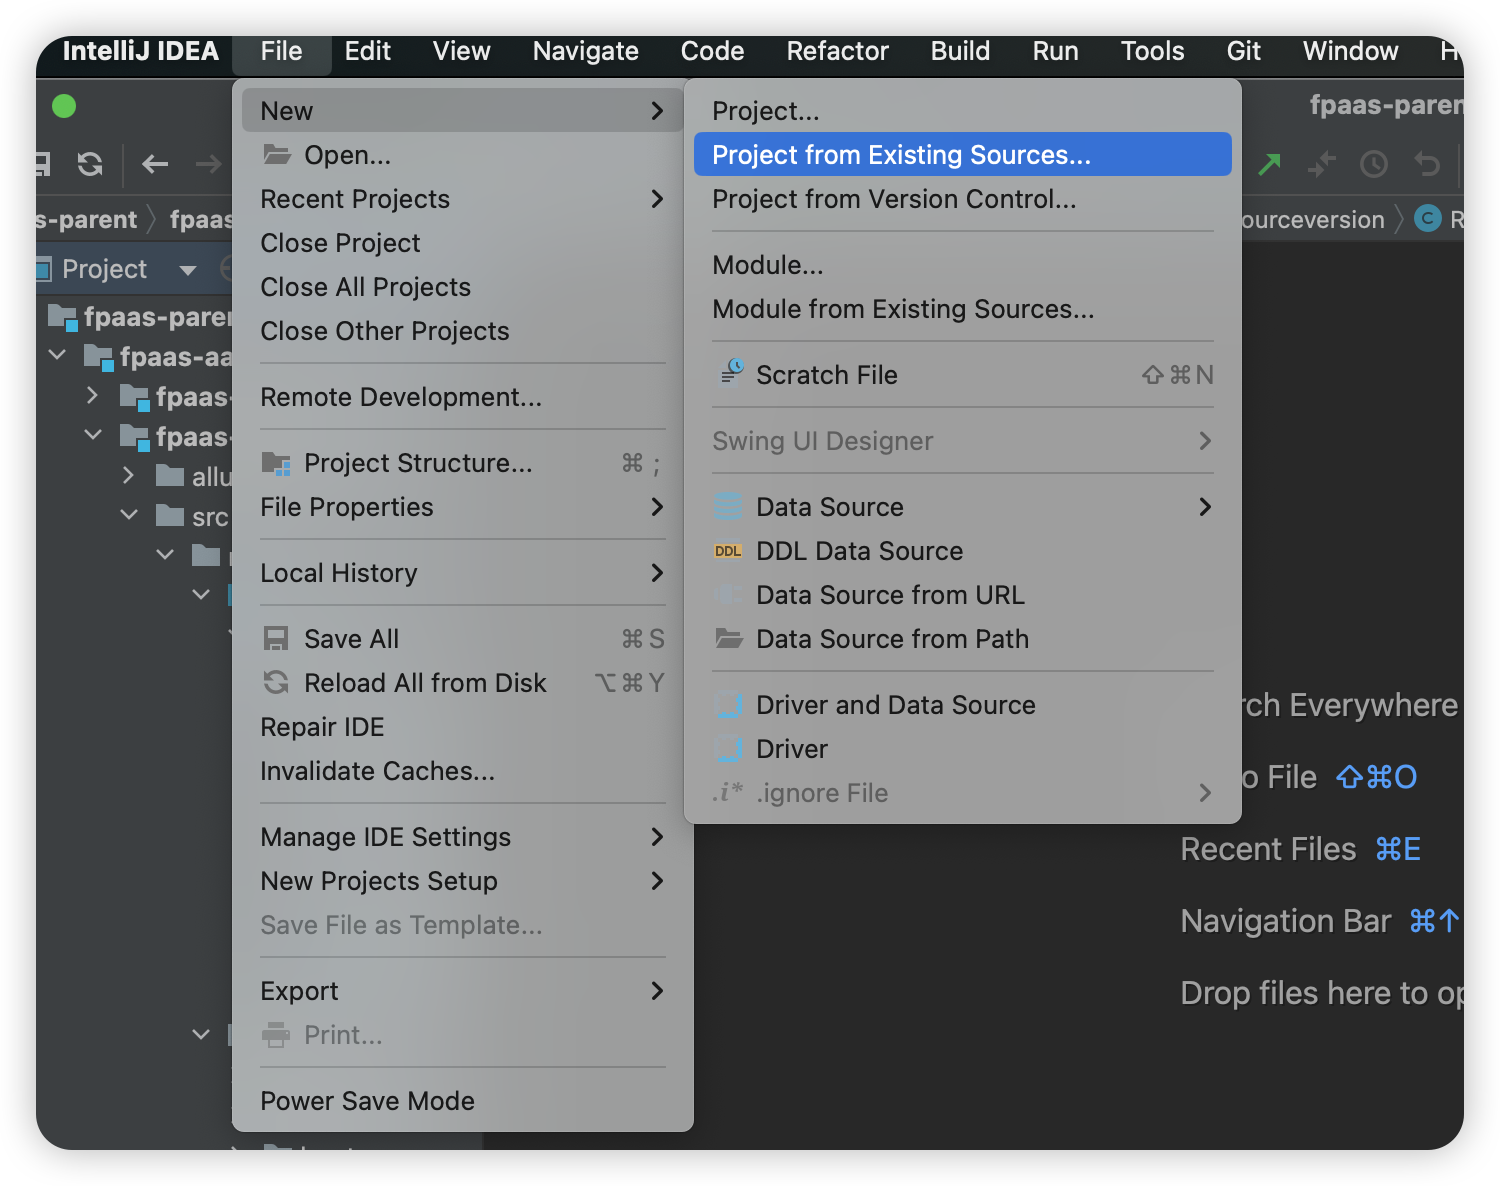 IntelliJ IDEA File Edit View Navigate Code Refactor Build Run Tools Git Window
fpaas-paren
s-parent fpaas
ourceversion C R
Project
fpaas-parer
fpaas-aa
fpaas-
fpaas-
allu
src
New
Open...
Recent Projects
Close Project
Close All Projects
Close Other Projects
Remote Development...
Project Structure... ⌘ ;
File Properties
Local History
Save All ⌘ S
Reload All from Disk ⌥ ⌘ Y
Repair IDE
Invalidate Caches...
Manage IDE Settings
New Projects Setup
Save File as Template...
Export
Print...
Power Save Mode
Project...
Project from Existing Sources...
Project from Version Control...
Module...
Module from Existing Sources...
Scratch File ⇧ ⌘ N
Swing UI Designer
Data Source
DDL DDL Data Source
Data Source from URL
Data Source from Path
Driver and Data Source
Driver
.i* .ignore File
rch Everywhere
o File ⇧⌘O
Recent Files ⌘E
Navigation Bar ⌘↑
Drop files here to op